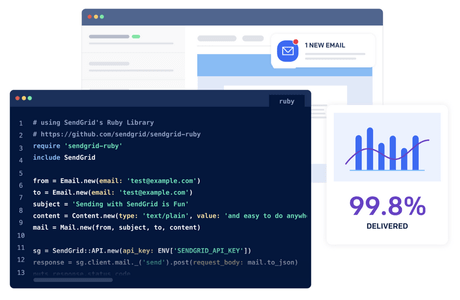 1 NEW EMAIL
ruby
1 # using SendGrid's Ruby Library
2 # https://github.com/sendgrid/sendgrid-ruby
3 require 'sendgrid-ruby'
4 include SendGrid
5
6 from = Email.new(email: 'test@example.com')
7 to = Email.new(email: 'test@example.com')
8 subject = 'Sending with SendGrid is Fun'
9 content = Content.new(type: 'text/plain', value: 'and easy to do anywh
10 mail = Mail.new(from, subject, to, content)
11
12 sg = SendGrid::API.new(api_key: ENV['SENDGRID_API_KEY'])
13 response = sg.client.mail._('send').post(request_body: mail.to_json)
99.8%
DELIVERED